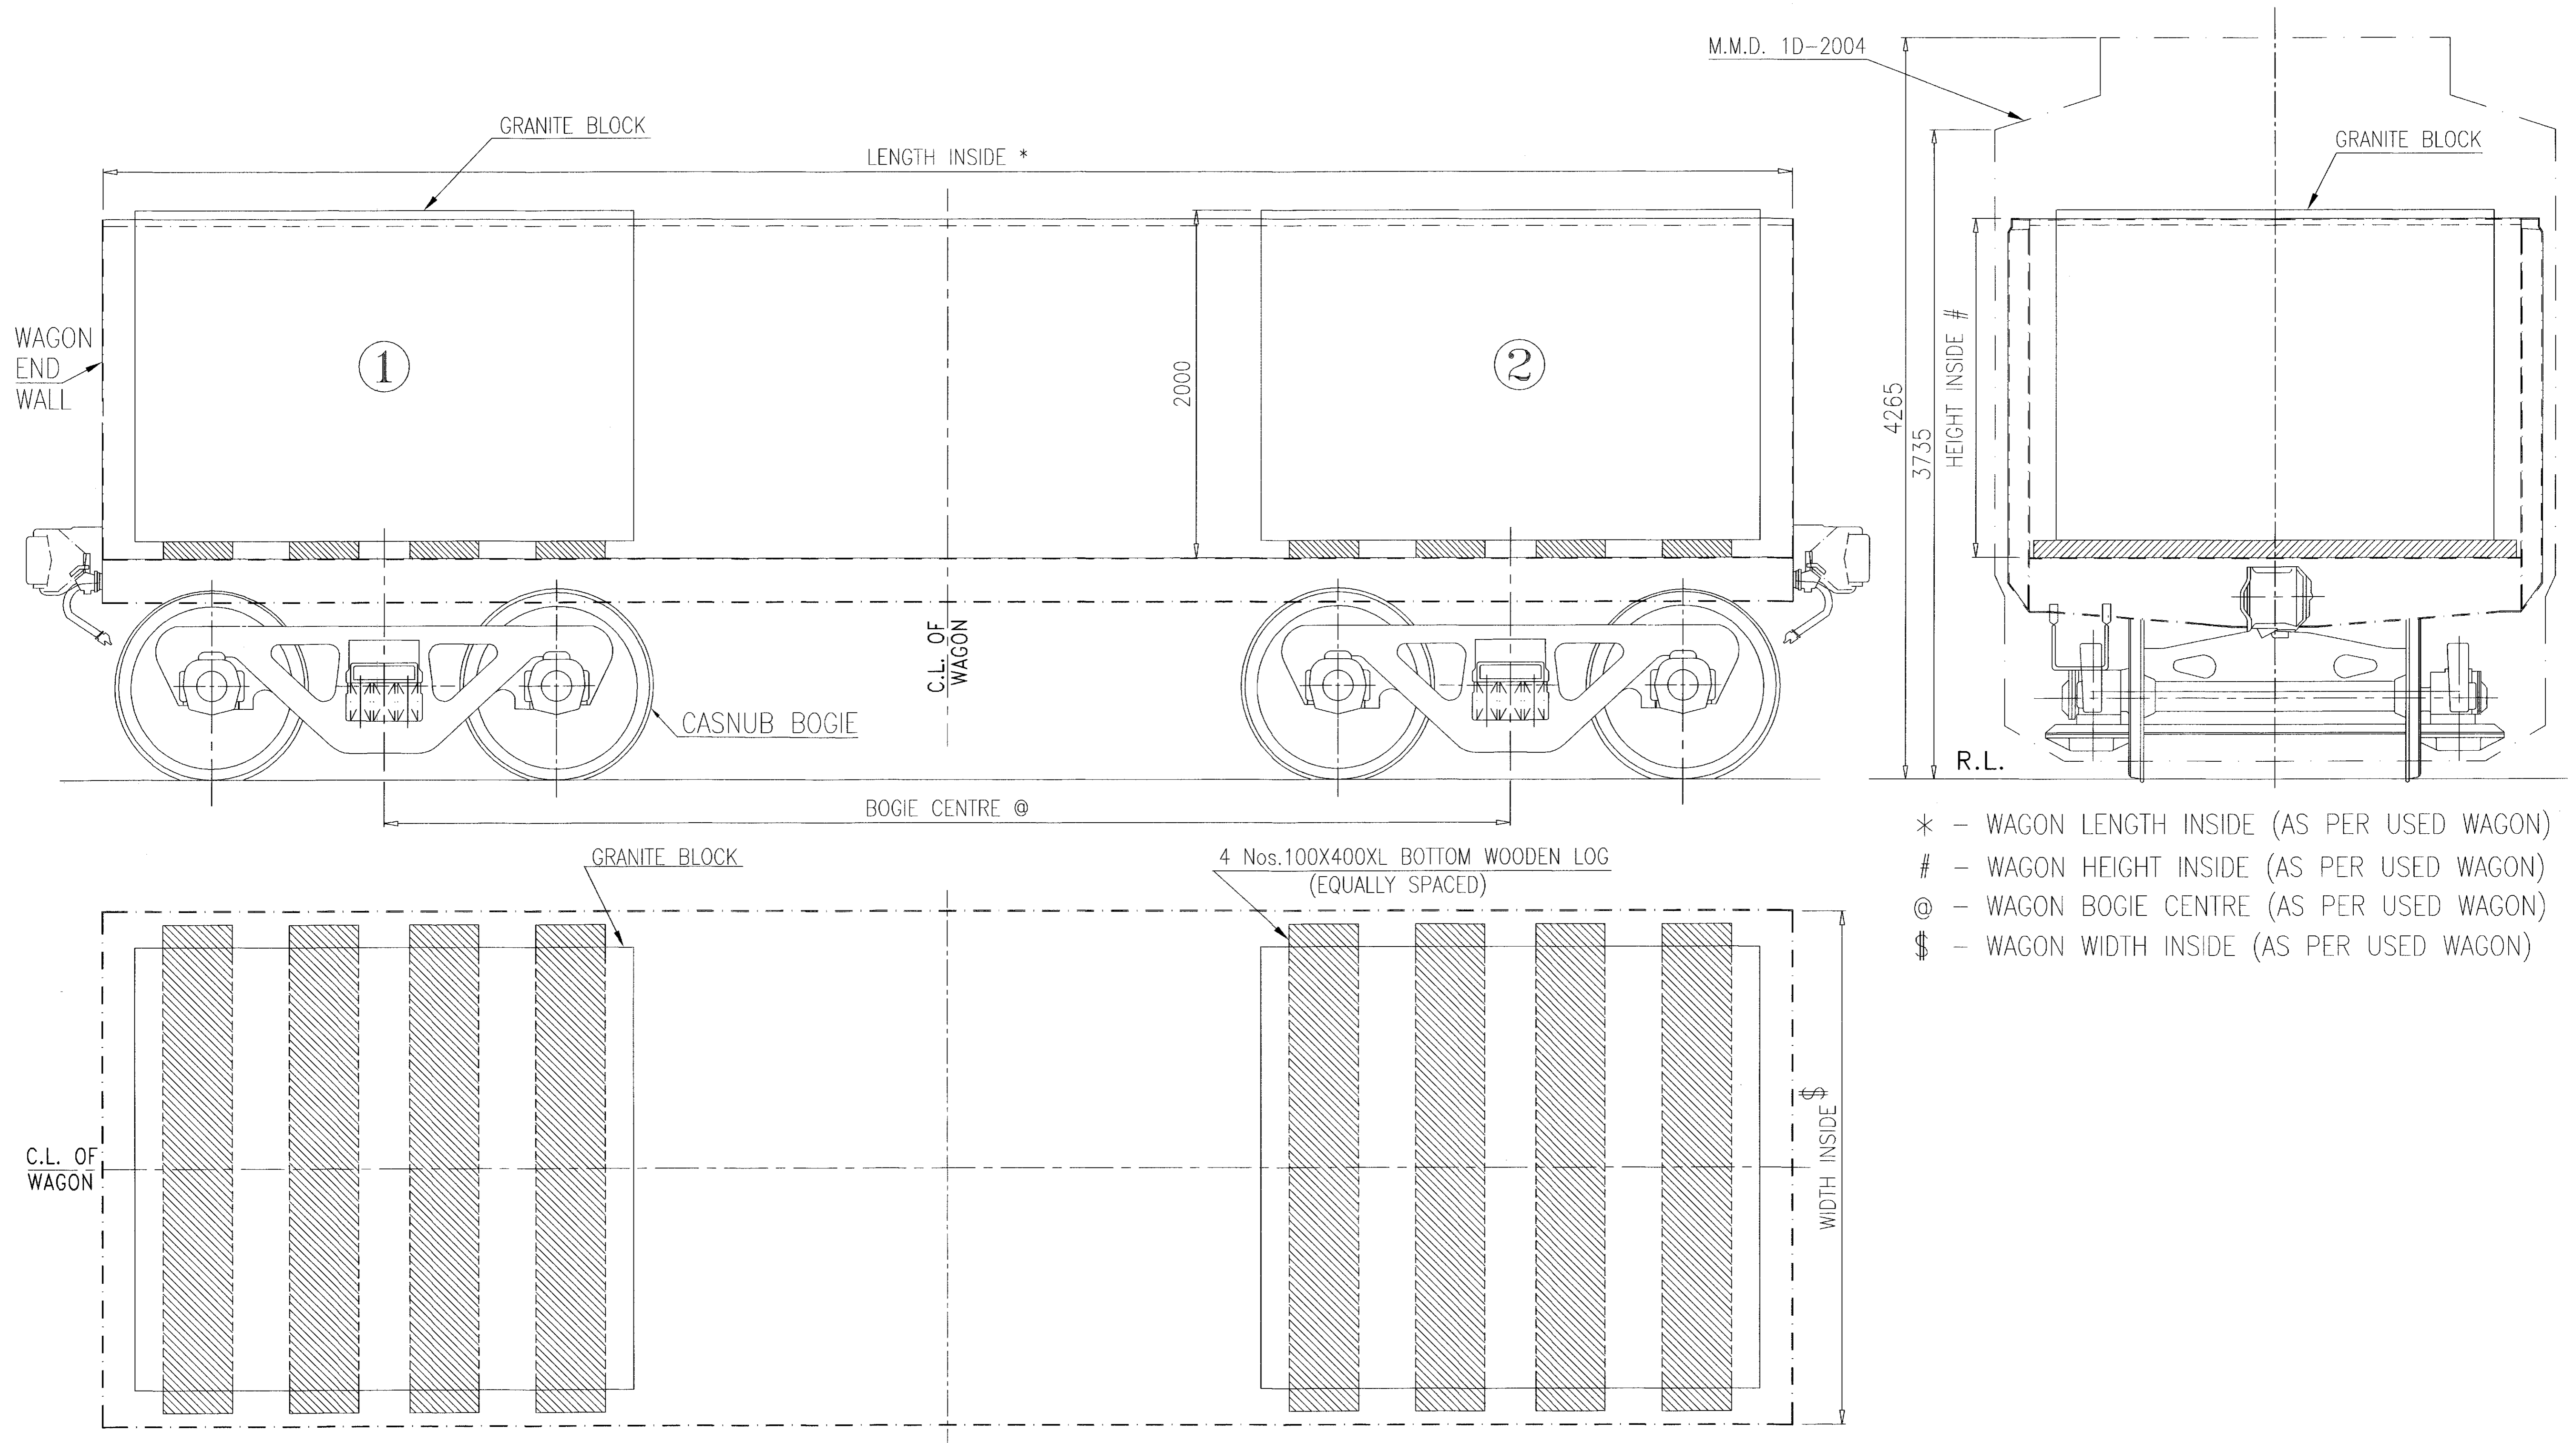 M.M.D. 1D-2004
GRANITE BLOCK
GRANITE BLOCK
LENGTH INSIDE *
WAGON
END
WALL
1
2
2000
4265
3735
HEIGHT INSIDE #
C.L. OF
WAGON
CASNUB BOGIE
R.L.
BOGIE CENTRE @
* - WAGON LENGTH INSIDE (AS PER USED WAGON)
# - WAGON HEIGHT INSIDE (AS PER USED WAGON)
@ - WAGON BOGIE CENTRE (AS PER USED WAGON)
$ - WAGON WIDTH INSIDE (AS PER USED WAGON)
GRANITE BLOCK
4 Nos.100X400XL BOTTOM WOODEN LOG
(EQUALLY SPACED)
C.L. OF
WAGON
WIDTH INSIDE $